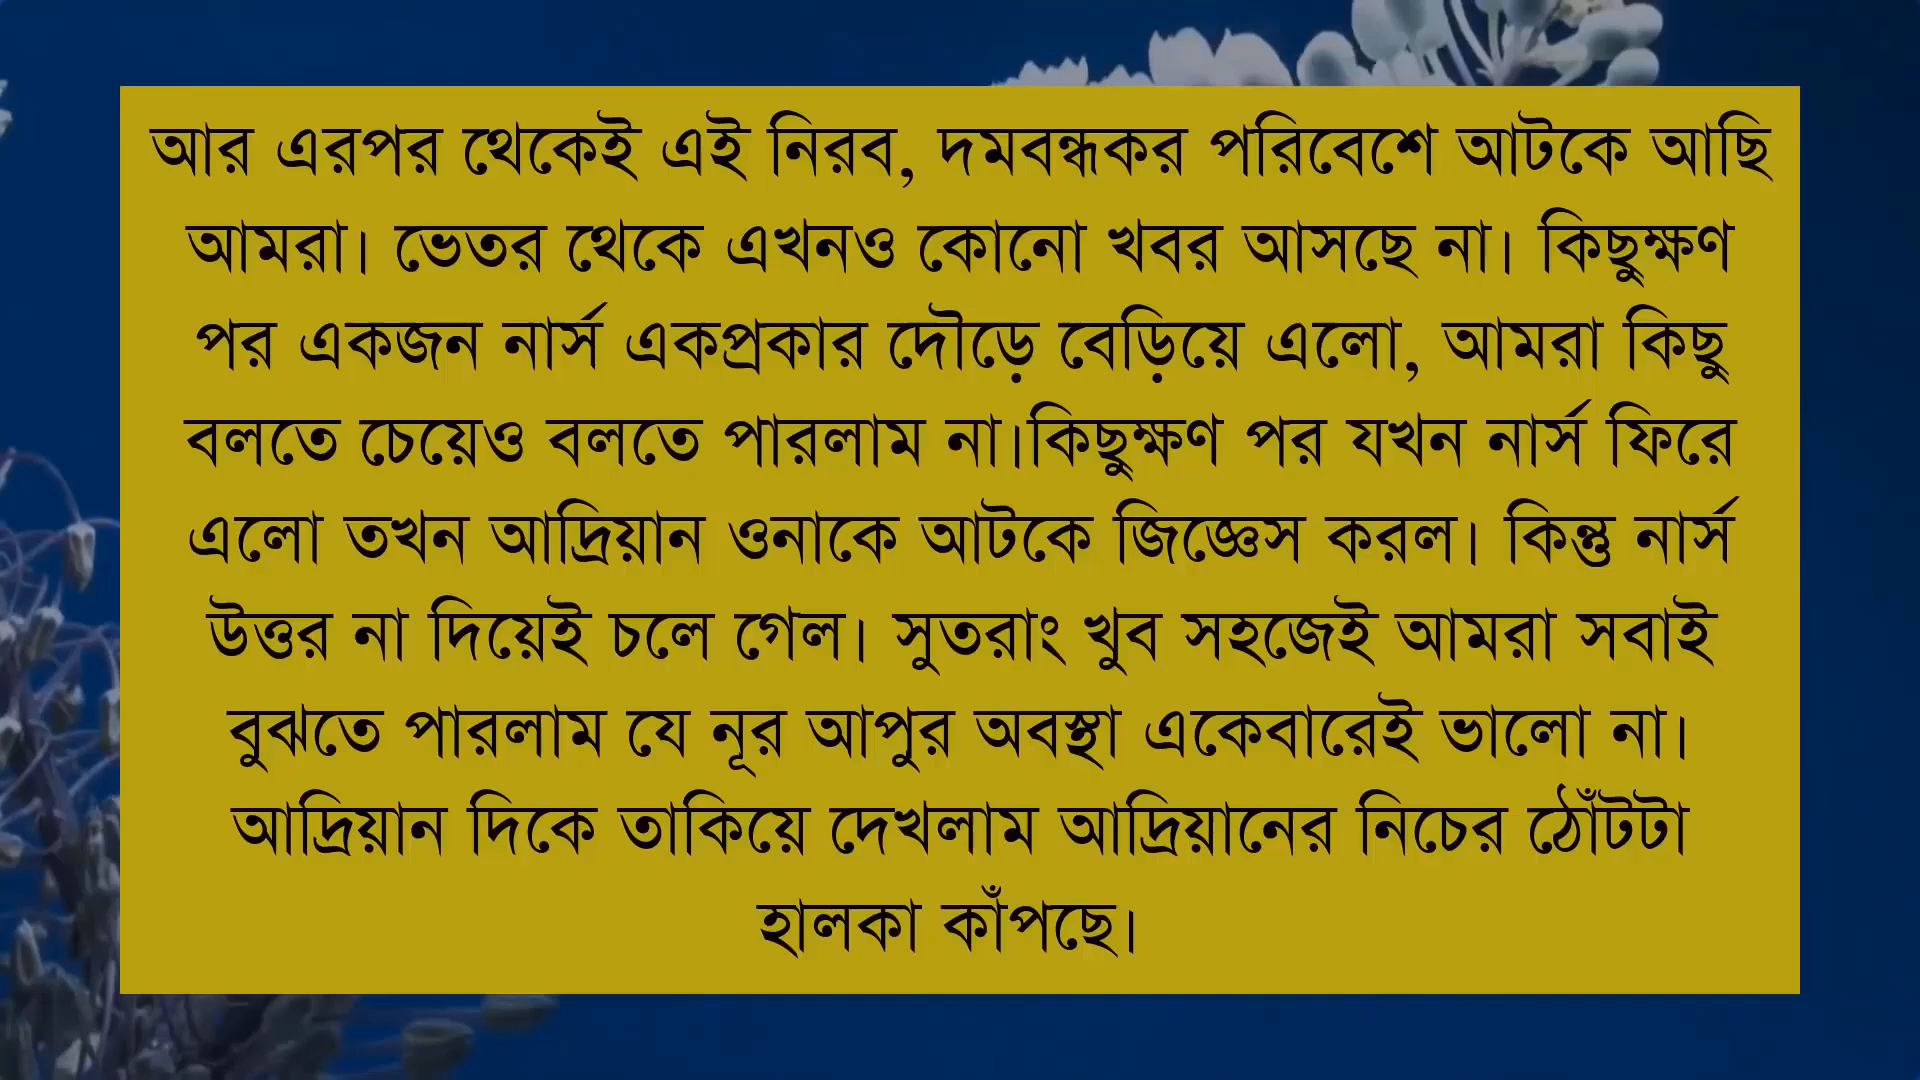 আর এরপর থেকেই এই নিরব, দমবন্ধকর পরিবেশে আটকে আছি
আমরা। ভেতর থেকে এখনও কোনো খবর আসছে না। কিছুক্ষণ
পর একজন নার্স একপ্রকার দৌড়ে বেড়িয়ে এলো, আমরা কিছু
বলতে চেয়েও বলতে পারলাম না।কিছুক্ষণ পর যখন নার্স ফিরে
এলো তখন আদ্রিয়ান ওনাকে আটকে জিজ্ঞেস করল। কিন্তু নার্স
উত্তর না দিয়েই চলে গেল। সুতরাং খুব সহজেই আমরা সবাই
বুঝতে পারলাম যে নূর আপুর অবস্থা একেবারেই ভালো না।
আদ্রিয়ান দিকে তাকিয়ে দেখলাম আদ্রিয়ানের নিচের ঠোঁটটা
হালকা কাঁপছে।